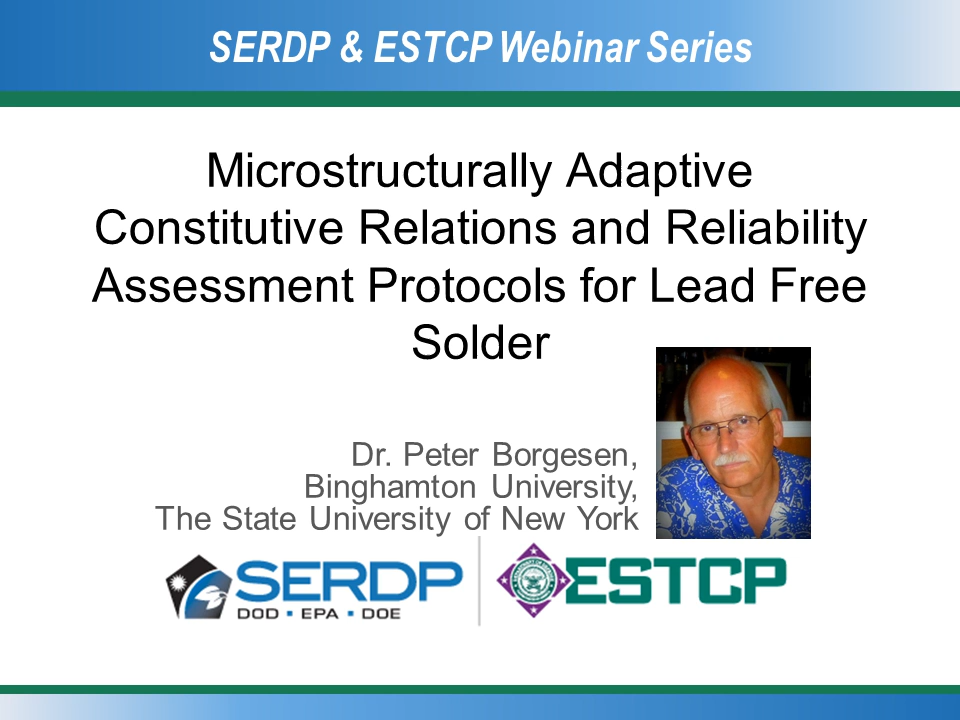 SERDP & ESTCP Webinar Series
Microstructurally Adaptive
Constitutive Relations and Reliability
Assessment Protocols for Lead Free
Solder
Dr. Peter Borgesen,
Binghamton University,
The State University of New York
SERDP
DOD • EPA • DOE
ESTCP